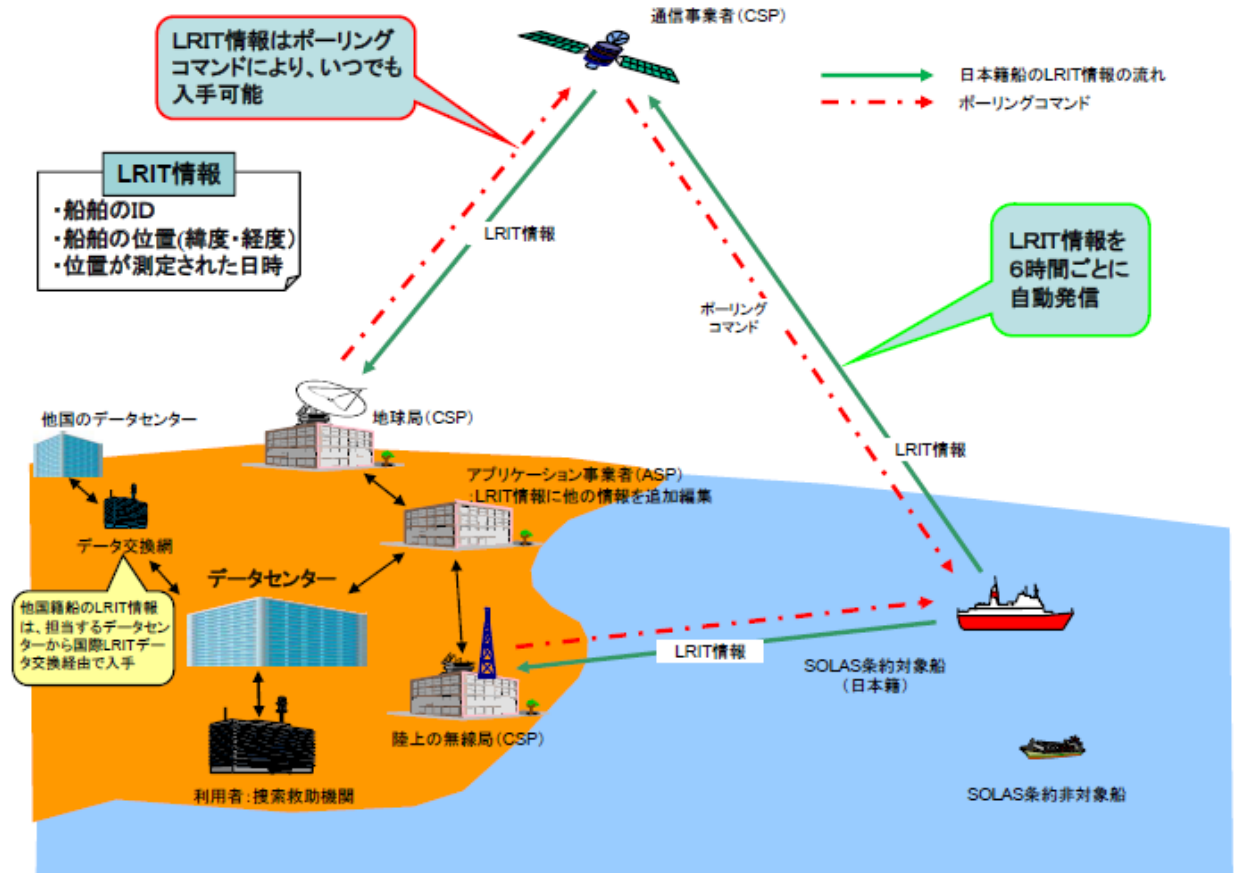 通信事業者(CSP)
LRIT情報はポーリング
コマンドにより、いつでも
入手可能
日本籍船のLRIT情報の流れ
ポーリングコマンド
LRIT情報
・船舶のID
・船舶の位置(緯度・経度)
・位置が測定された日時
LRIT情報
LRIT情報を
6時間ごとに
自動発信
ポーリング
コマンド
他国のデータセンター
地球局(CSP)
LRIT情報
アプリケーション事業者(ASP)
:LRIT情報に他の情報を追加編集
データ交換網
データセンター
他国籍船のLRIT情報
は、担当するデータセン
ターから国際LRITデー
タ交換経由で入手
LRIT情報
SOLAS条約対象船
(日本籍)
陸上の無線局(CSP)
利用者:捜索救助機関
SOLAS条約非対象船